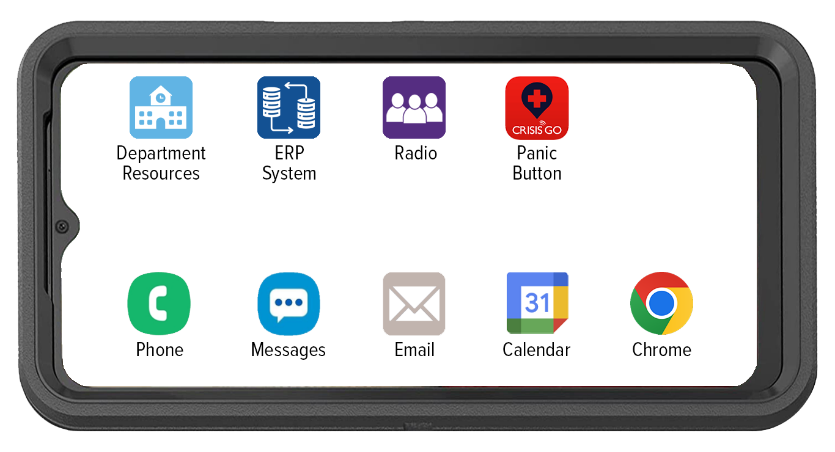 CRISIS GO
Department
Resources
ERP
System
Radio
Panic
Button
31
Phone
Messages
Email
Calendar
Chrome